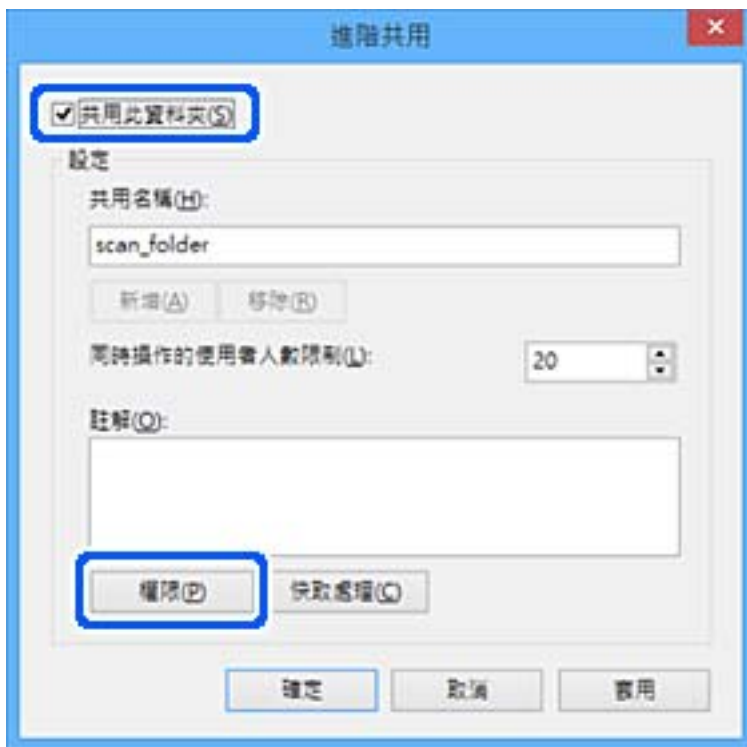 進階共用
共用此資料夾(S)
設定
共用名稱(H):
scan_folder
新增(A) 移除(R)
同時操作的使用者人數限制(L): 20
註解(O):
權限(P) 快取處理(C)
確定 取消 套用